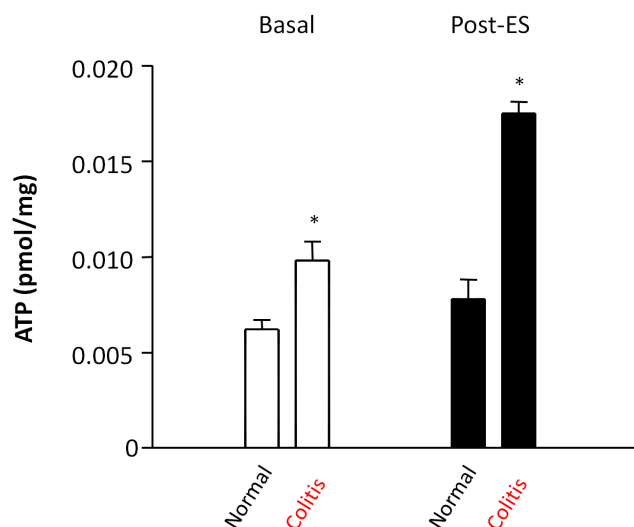 Basal Post-ES
ATP (pmol/mg)
0.020
0.015
0.010
0.005
0
*
*
Normal
Colitis
Normal
Colitis